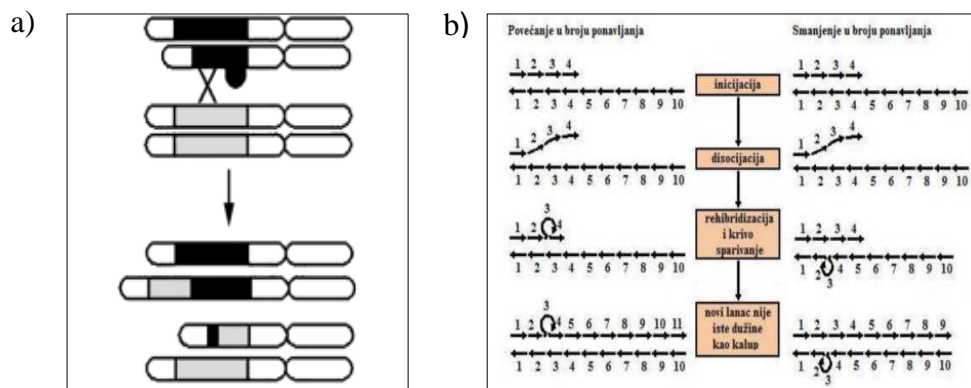 a)
b)
Povećanje u broju ponavljanja
Smanjenje u broju ponavljanja
1 2 3 4
inicijacija
1 2 3 4
1 2 3 4 5 6 7 8 9 10
1 2 3 4 5 6 7 8 9 10
1 2 3 4
disocijacija
1 2 3 4
1 2 3 4 5 6 7 8 9 10
1 2 3 4 5 6 7 8 9 10
1 2 3 4
rehibridizacija
i krivo
sparivanje
1 2 3 4
1 2 3 4 5 6 7 8 9 10
1 2 3 4 5 6 7 8 9 10
1 2 3 4 5 6 7 8 9 10 11
novi lanac nije
iste dužine
kao kalup
1 2 3 4 5 6 7 8 9
1 2 3 4 5 6 7 8 9 10
1 2 3 4 5 6 7 8 9 10